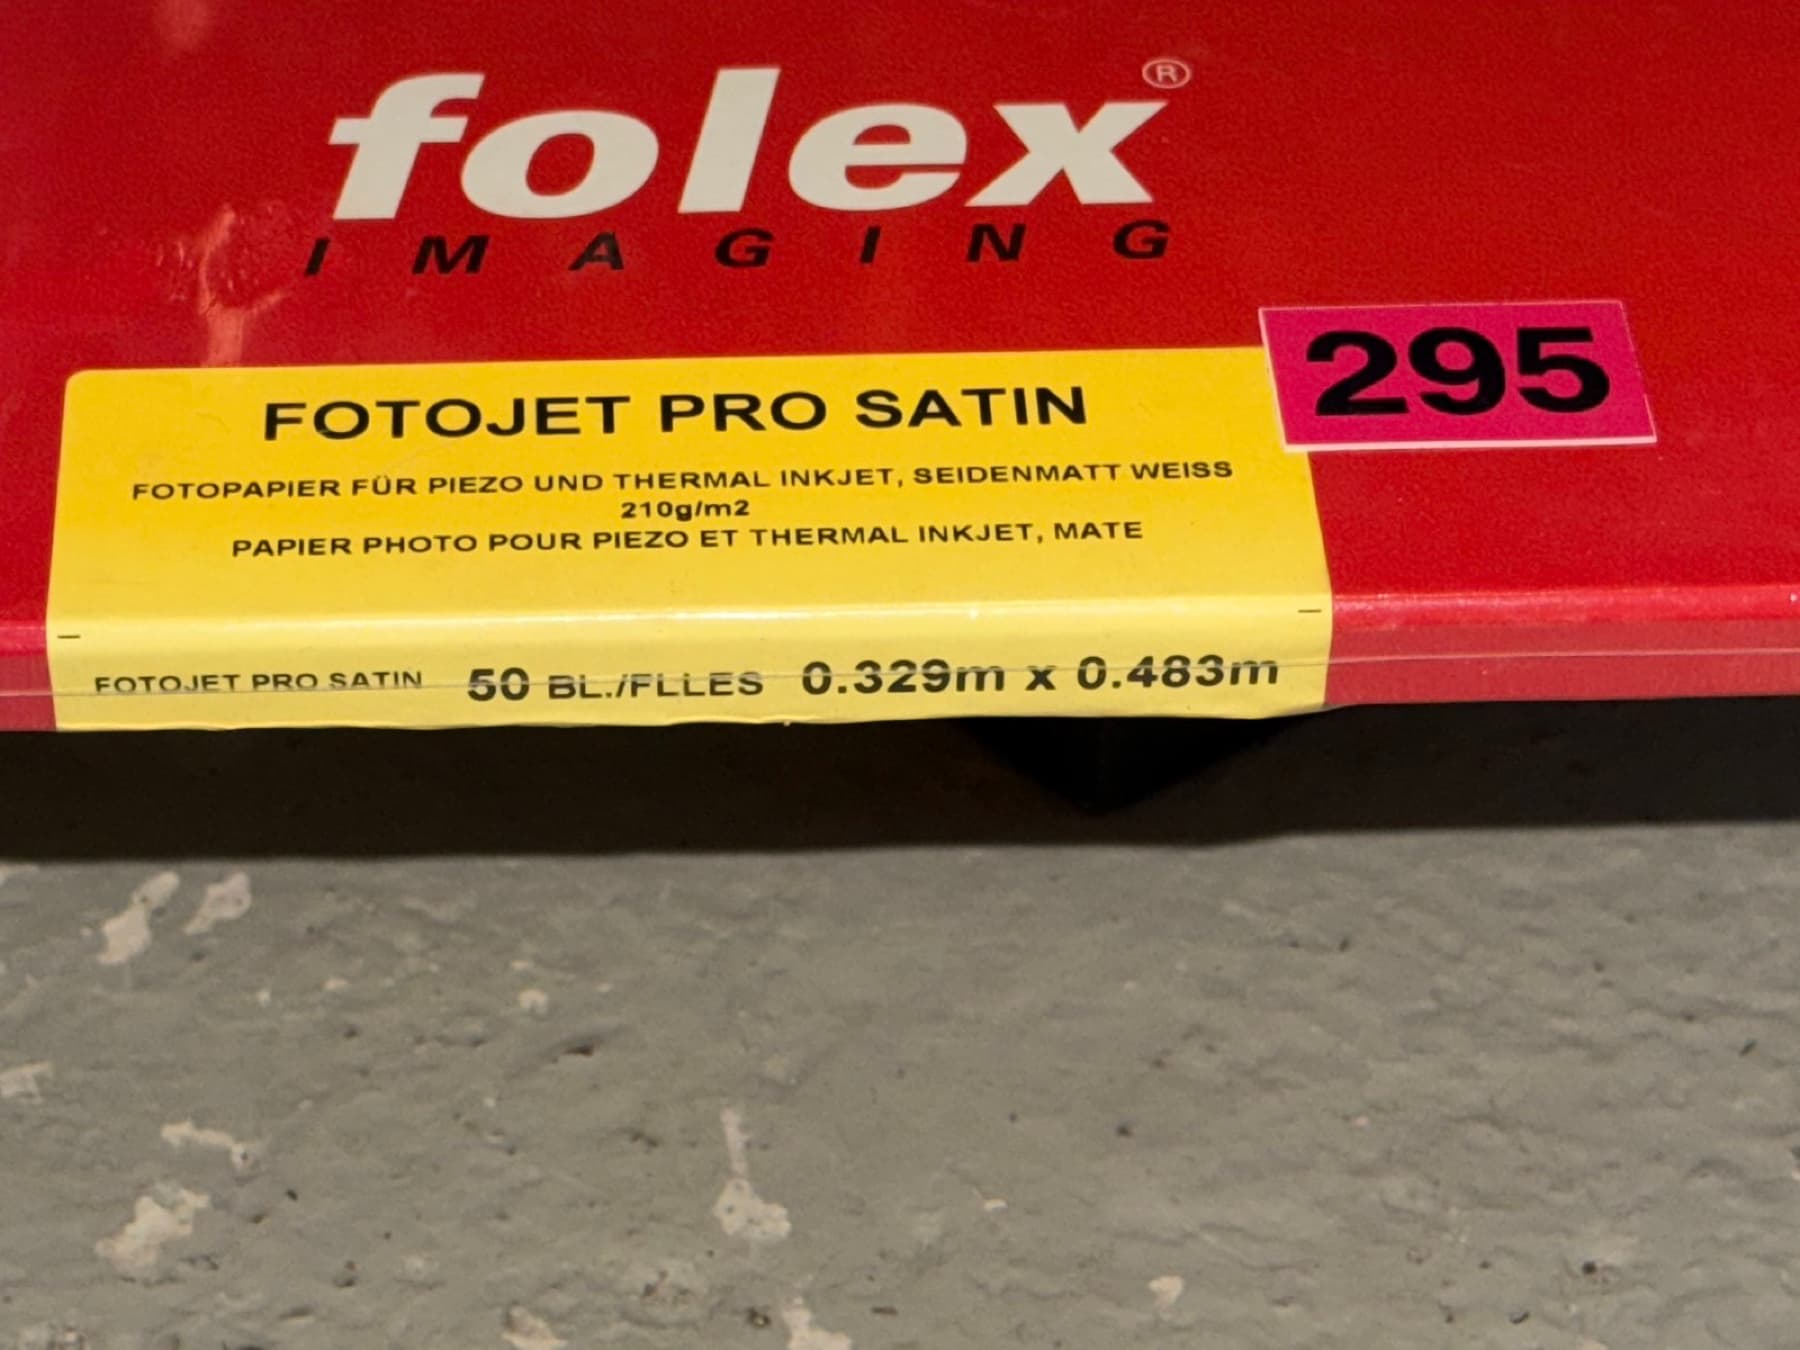 folex®
IMAGING
295
FOTOJET PRO SATIN
FOTOPAPIER FÜR PIEZO UND THERMAL INKJET, SEIDENMATT WEISS
210g/m2
PAPIER PHOTO POUR PIEZO ET THERMAL INKJET, MATE
FOTOJET PRO SATIN 50 BL./FLLES 0.329m x 0.483m